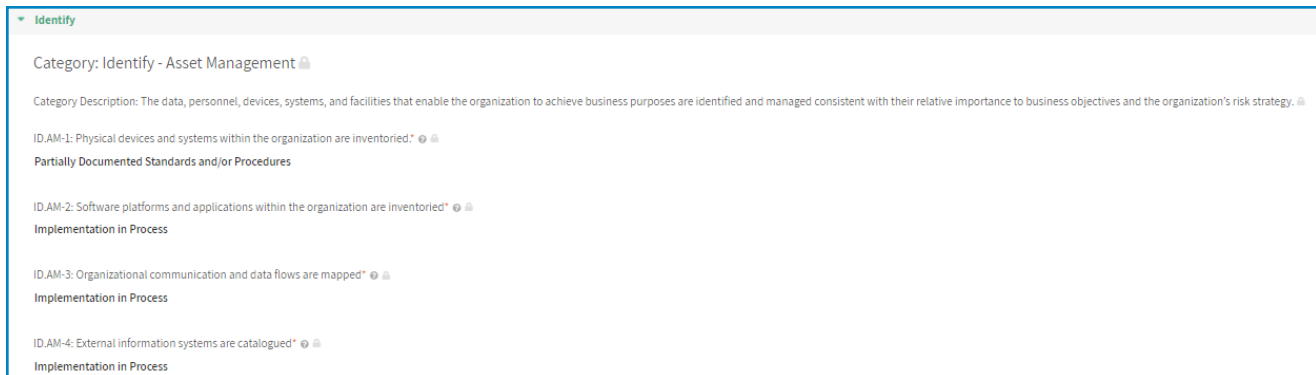 Identify
Category: Identify - Asset Management
Category Description: The data, personnel, devices, systems, and facilities that enable the organization to achieve business purposes are identified and managed consistent with their relative importance to business objectives and the organization's risk strategy.
ID.AM-1: Physical devices and systems within the organization are inventoried.*
Partially Documented Standards and/or Procedures
ID.AM-2: Software platforms and applications within the organization are inventoried*
Implementation in Process
ID.AM-3: Organizational communication and data flows are mapped*
Implementation in Process
ID.AM-4: External information systems are catalogued*
Implementation in Process